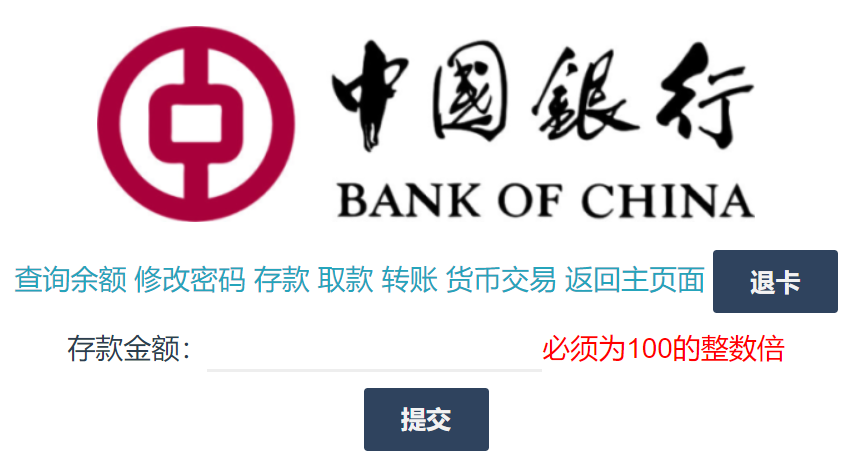 中國銀行
BANK OF CHINA
查询余额 修改密码 存款 取款 转账 货币交易 返回主页面 退卡
存款金额：必须为100的整数倍
提交